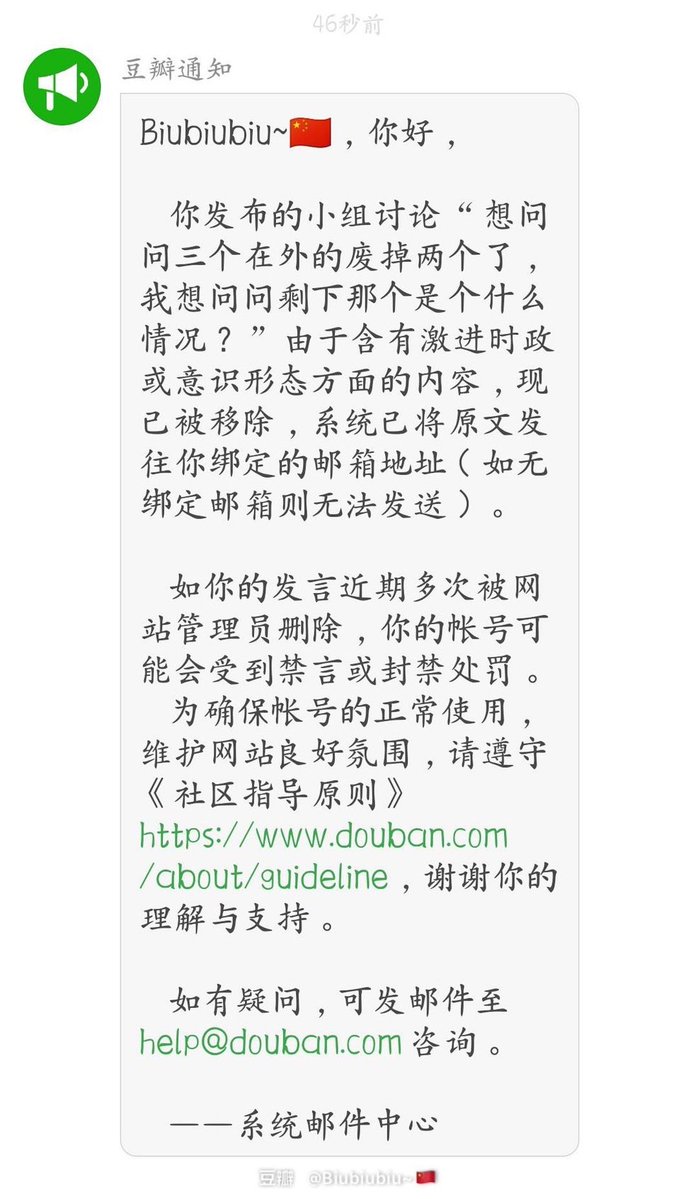 46秒前
豆瓣通知
Biubiubiu~🇨🇳，你好，
你发布的小组讨论“想问
问三个在外的废掉两个了，
我想问问剩下那个是个什么
情况？”由于含有激进时政
或意识形态方面的内容，现
已被移除，系统已将原文发
往你绑定的邮箱地址（如无
绑定邮箱则无法发送）。
如你的发言近期多次被网
站管理员删除，你的帐号可
能会受到禁言或封禁处罚。
为确保帐号的正常使用，
维护网站良好氛围，请遵守
《社区指导原则》
https://www.douban.com
/about/guideline，谢谢你的
理解与支持。
如有疑问，可发邮件至
help@douban.com咨询。
——系统邮件中心
豆瓣 @Biubiubiu~🇨🇳